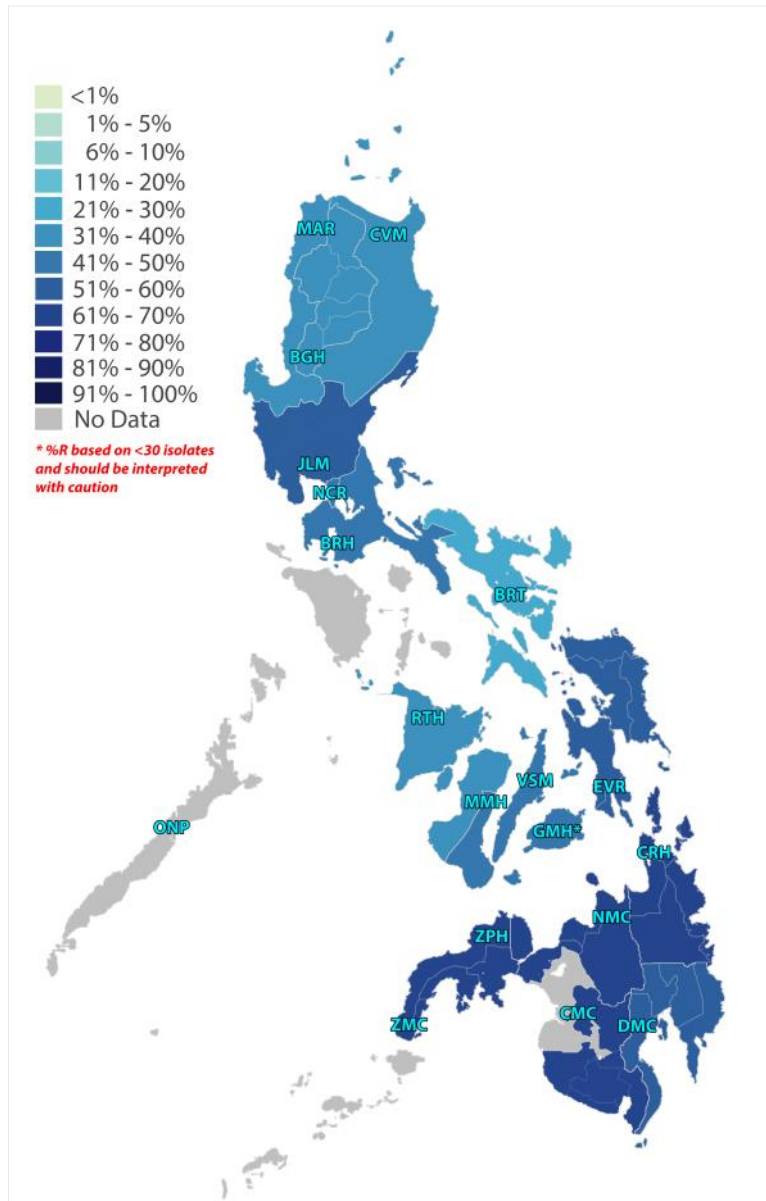 <1%
1% - 5%
6% - 10%
11% - 20%
21% - 30%
31% - 40%
41% - 50%
51% - 60%
61% - 70%
71% - 80%
81% - 90%
91% - 100%
No Data
* %R based on <30 isolates
and should be interpreted
with caution
MAR
CVM
BGH
JLM
NCR
BRH
BRT
RTH
VSM
MMH
EVR
GMH*
ONP
CRH
NMC
ZPH
CMC
DMC
ZMC